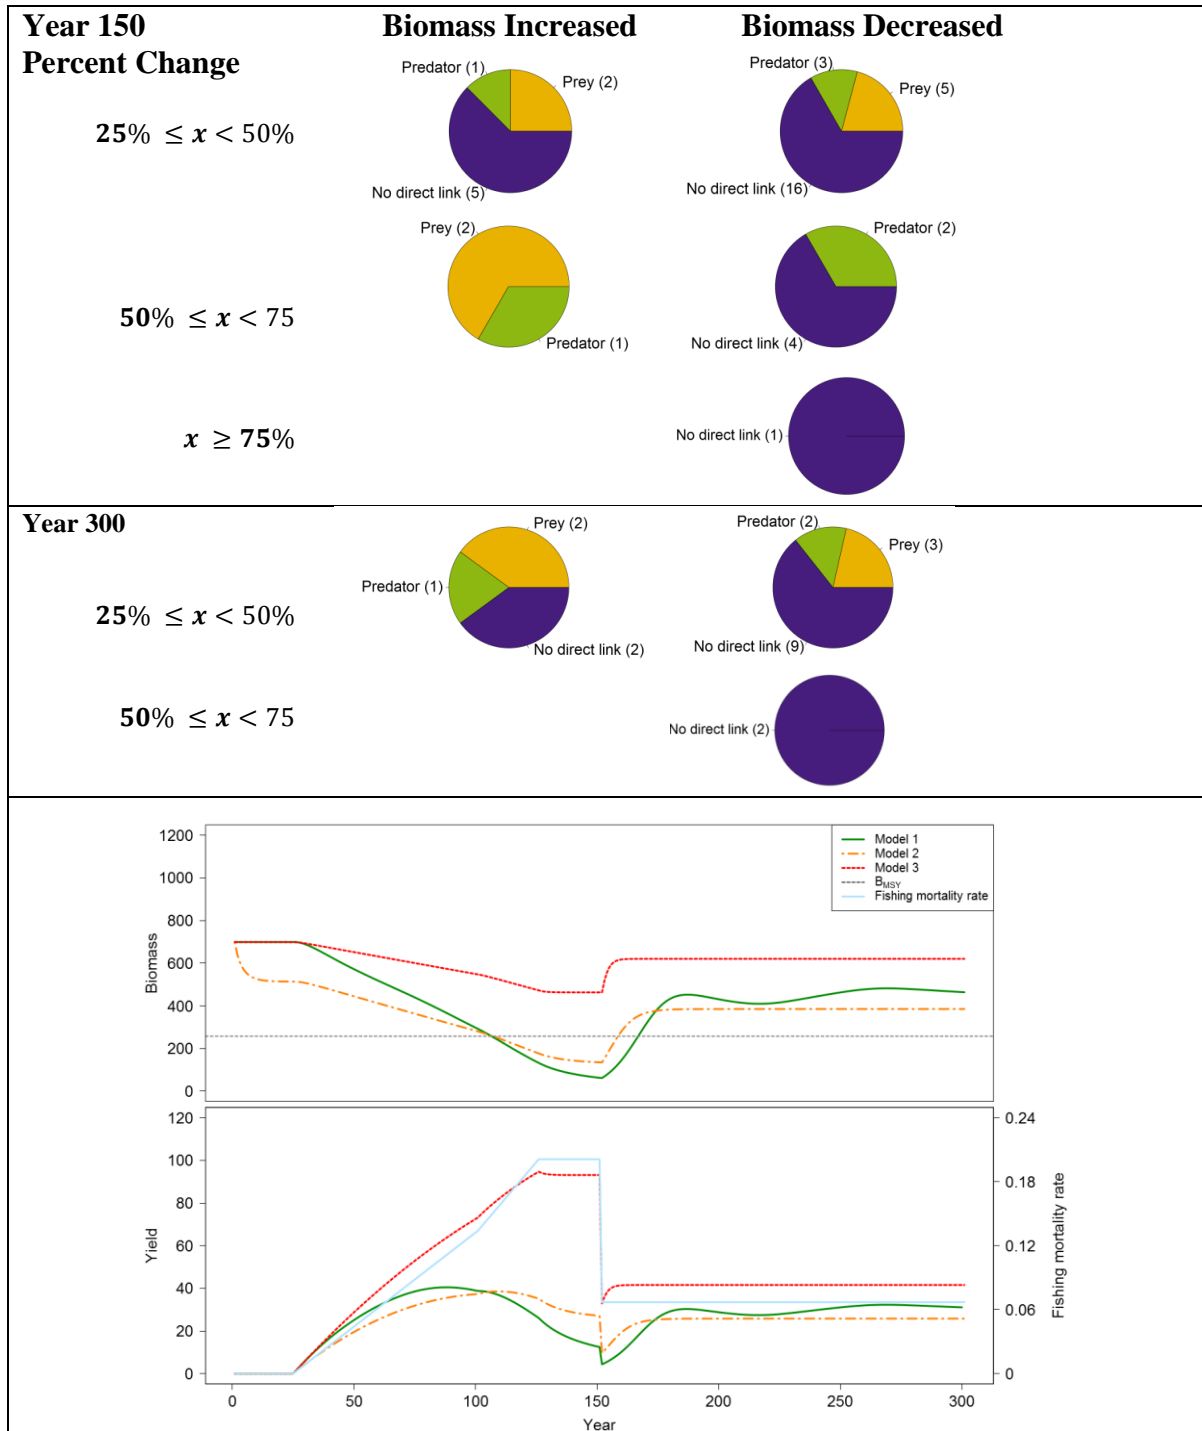 Year 150
Percent Change
Biomass Increased
Biomass Decreased
25% ≤ x < 50%
Predator (1)
Prey (2)
No direct link (5)
Predator (3)
Prey (5)
No direct link (16)
50% ≤ x < 75
Prey (2)
Predator (1)
Predator (2)
No direct link (4)
x ≥ 75%
No direct link (1)
Year 300
25% ≤ x < 50%
Prey (2)
Predator (1)
No direct link (2)
Predator (2)
Prey (3)
No direct link (9)
50% ≤ x < 75
No direct link (2)
Biomass
1200
1000
800
600
400
200
0
Model 1
Model 2
Model 3
BMSY
Fishing mortality rate
Yield
120
100
80
60
40
20
0
0.24
0.18
0.12
0.06
0
Fishing mortality rate
0 50 100 150 200 250 300
Year